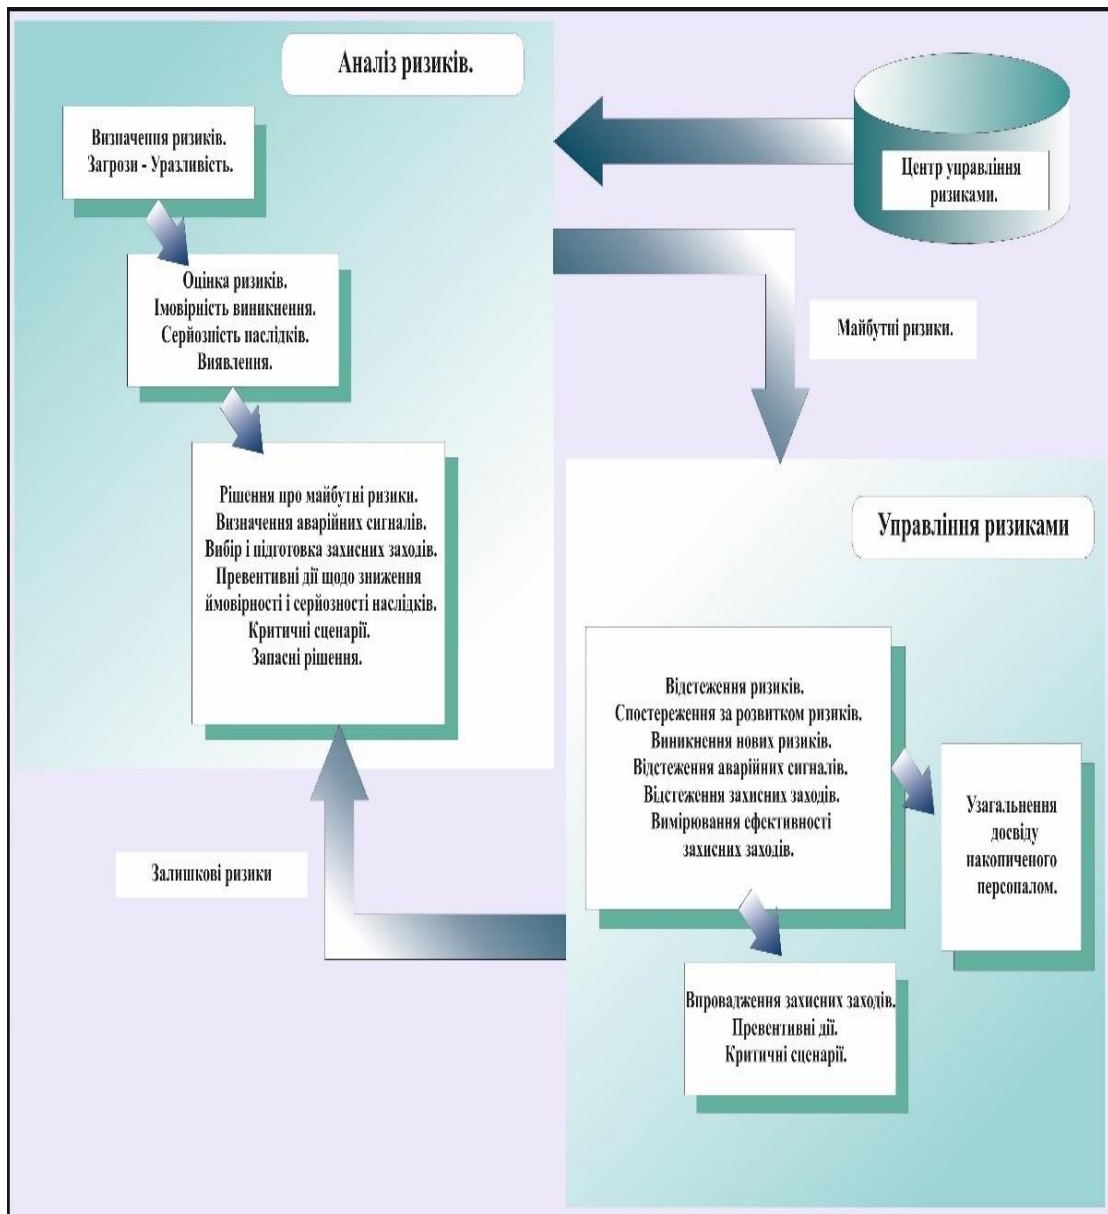 Аналіз ризиків.
Визначення ризиків.
Загрози - Уразливість.
Центр управління
ризиками.
Оцінка ризиків.
Імовірність виникнення.
Серйозність наслідків.
Виявлення.
Майбутні ризики.
Рішення про майбутні ризики.
Визначення аварійних сигналів.
Вибір і підготовка захисних заходів.
Превентивні дії щодо зниження
ймовірності і серйозності наслідків.
Критичні сценарії.
Запасні рішення.
Управління ризиками
Відстеження ризиків.
Спостереження за розвитком ризиків.
Виникнення нових ризиків.
Відстеження аварійних сигналів.
Відстеження захисних заходів.
Вимірювання ефективності
захисних заходів.
Узагальнення
досвіду
накопиченого
персопалом.
Залишкові ризики
Впровадження захисних заходів.
Превентивні дії.
Критичні сценарії.